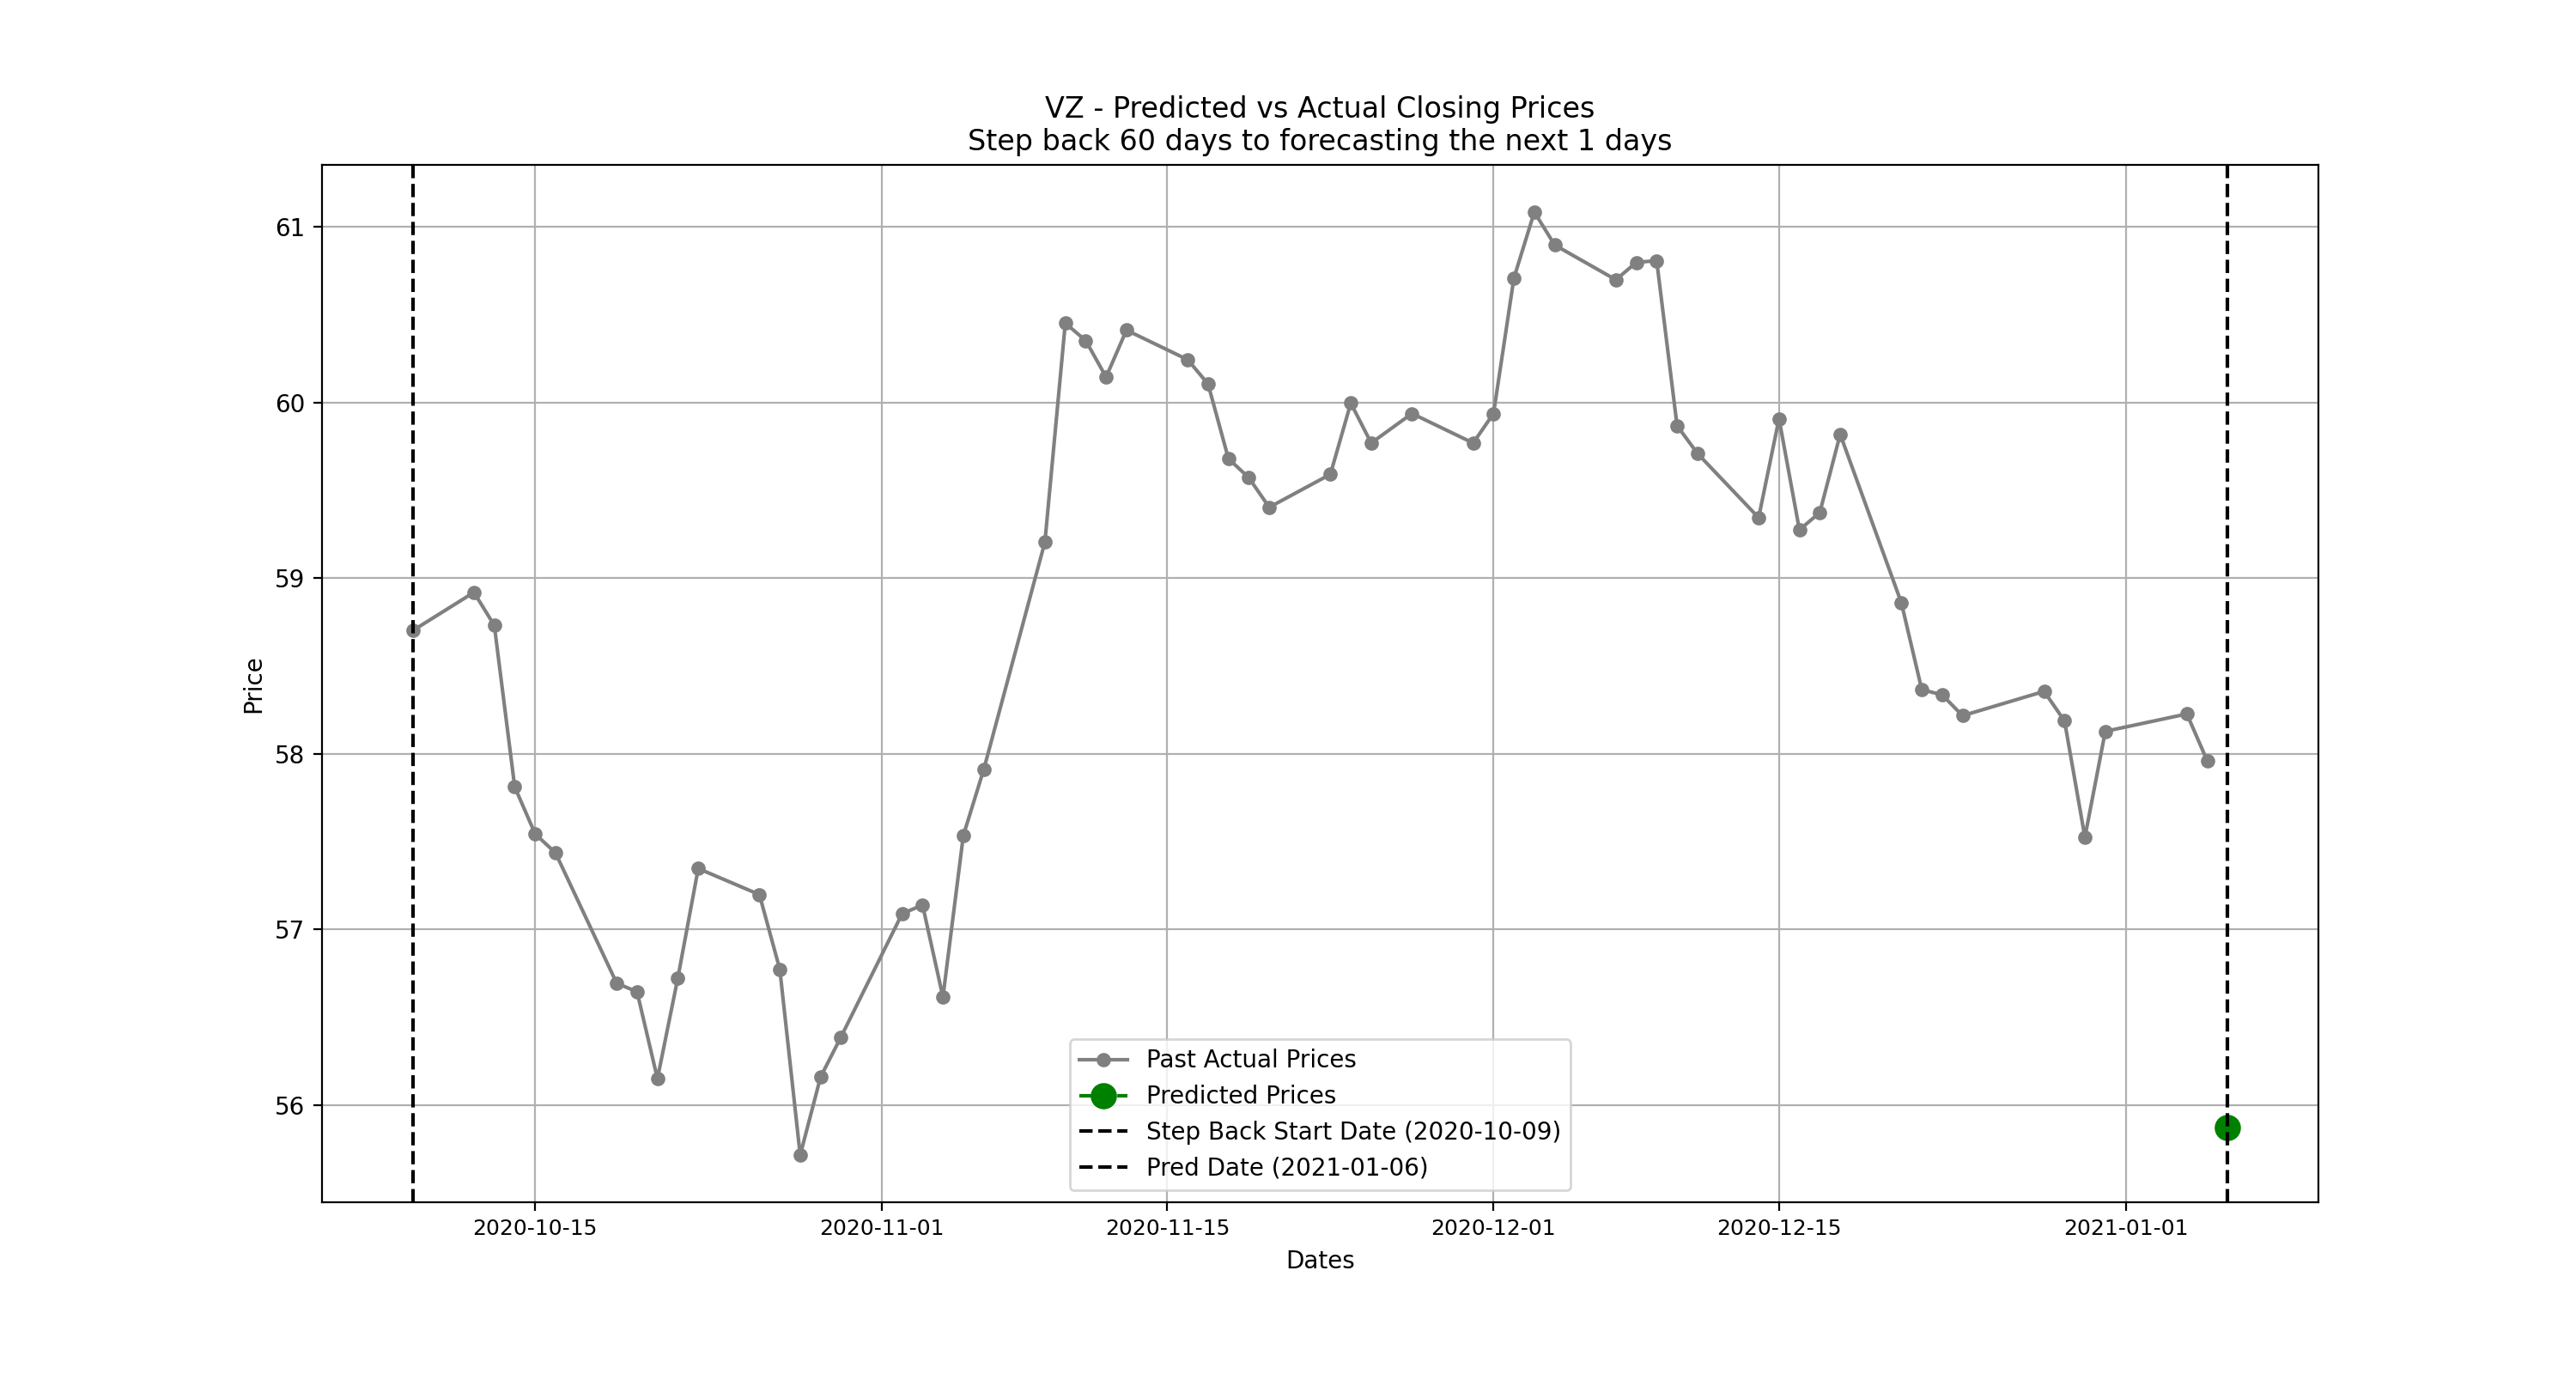 VZ - Predicted vs Actual Closing Prices
Step back 60 days to forecasting the next 1 days
Price
61
60
59
58
57
56
Past Actual Prices
Predicted Prices
Step Back Start Date (2020-10-09)
Pred Date (2021-01-06)
2020-10-15
2020-11-01
2020-11-15
2020-12-01
2020-12-15
2021-01-01
Dates